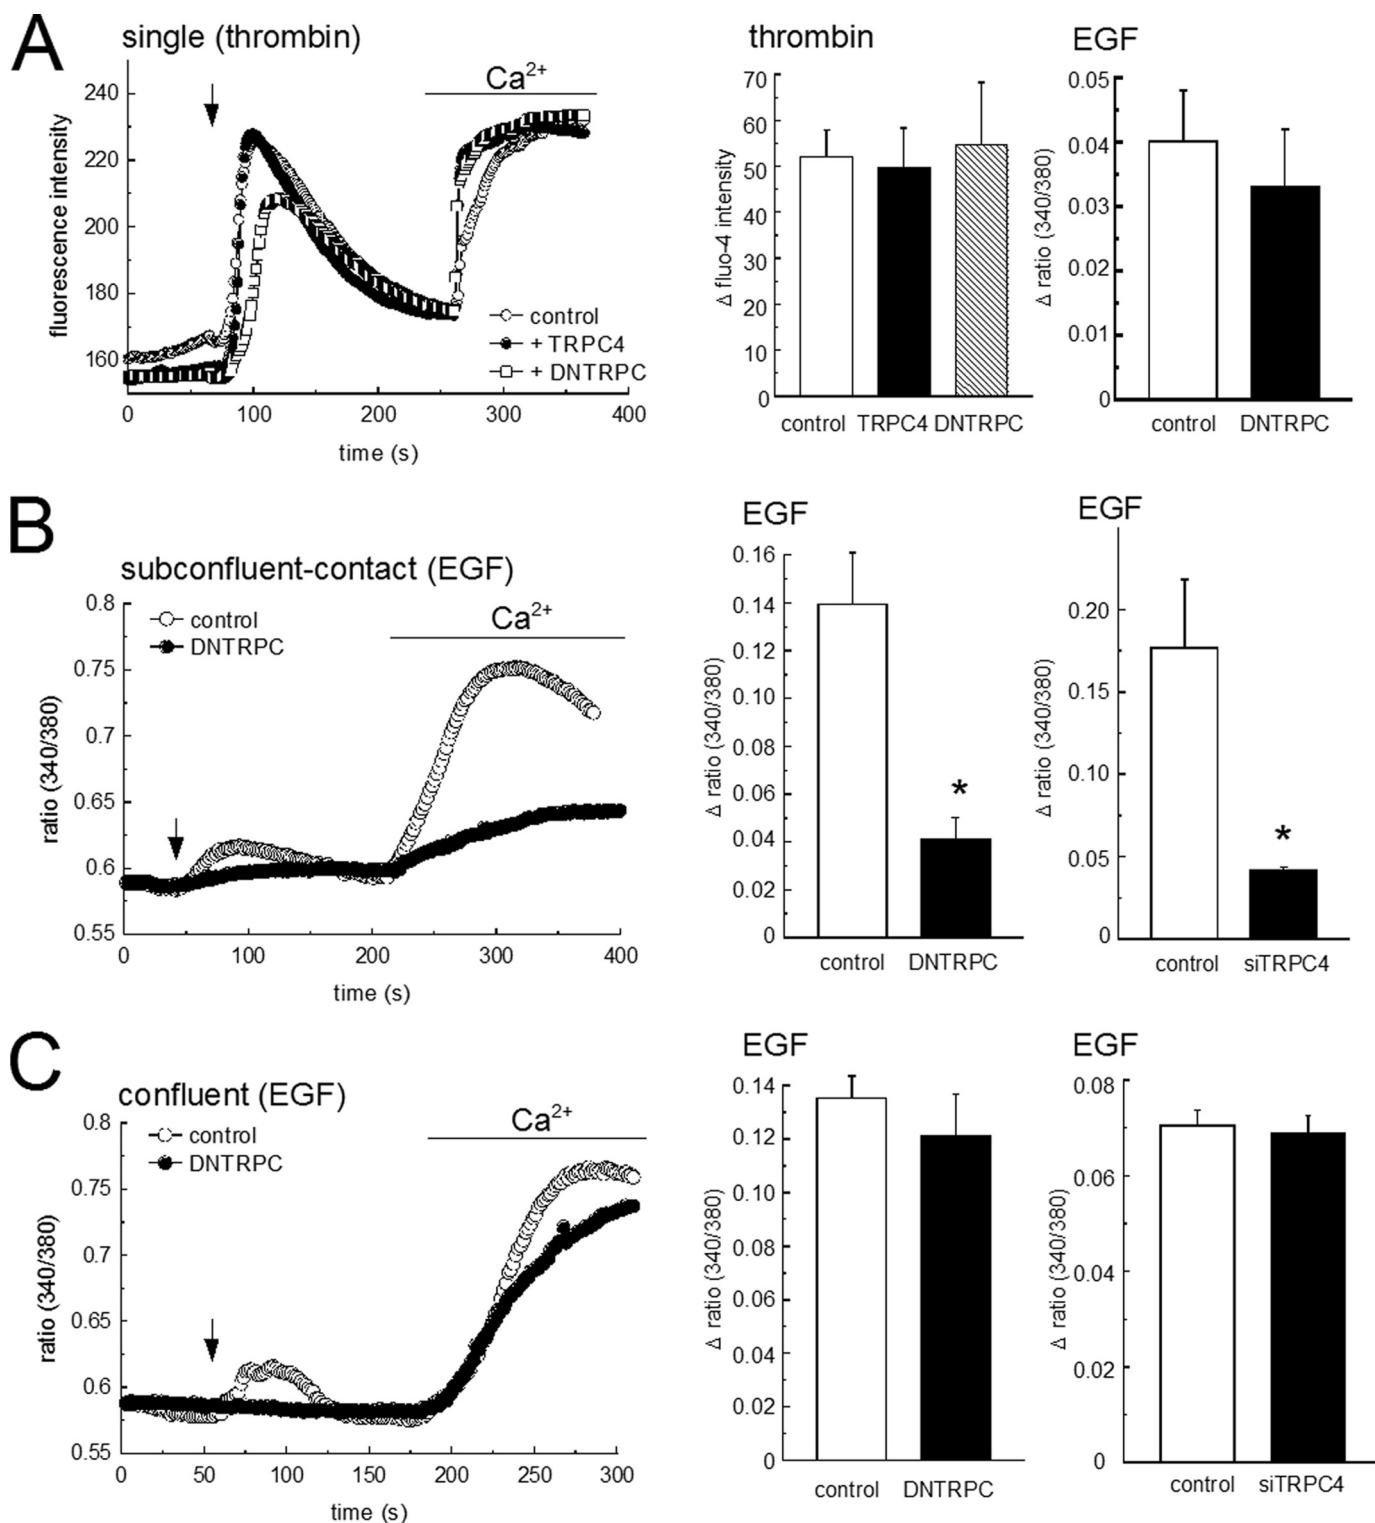 A
single (thrombin)
Ca2+
fluorescence intensity
240
220
200
180
160
0
100
200
300
400
time (s)
control
+ TRPC4
+ DNTRPC
thrombin
Δ fluo-4 intensity
70
60
50
40
30
20
10
0
control TRPC4 DNTRPC
EGF
Δ ratio (340/380)
0.05
0.04
0.03
0.02
0.01
0
control DNTRPC
B
subconfluent-contact (EGF)
control
DNTRPC
Ca2+
ratio (340/380)
0.8
0.75
0.7
0.65
0.6
0.55
0
100
200
300
400
time (s)
EGF
Δ ratio (340/380)
0.16
0.14
0.12
0.10
0.08
0.06
0.04
0.02
0
*
control DNTRPC
EGF
Δ ratio (340/380)
0.20
0.15
0.10
0.05
0
*
control siTRPC4
C
confluent (EGF)
control
DNTRPC
Ca2+
ratio (340/380)
0.8
0.75
0.7
0.65
0.6
0.55
0
50
100
150
200
250
300
time (s)
EGF
Δ ratio (340/380)
0.14
0.12
0.10
0.08
0.06
0.04
0.02
0
control DNTRPC
EGF
Δ ratio (340/380)
0.08
0.06
0.04
0.02
0
control siTRPC4